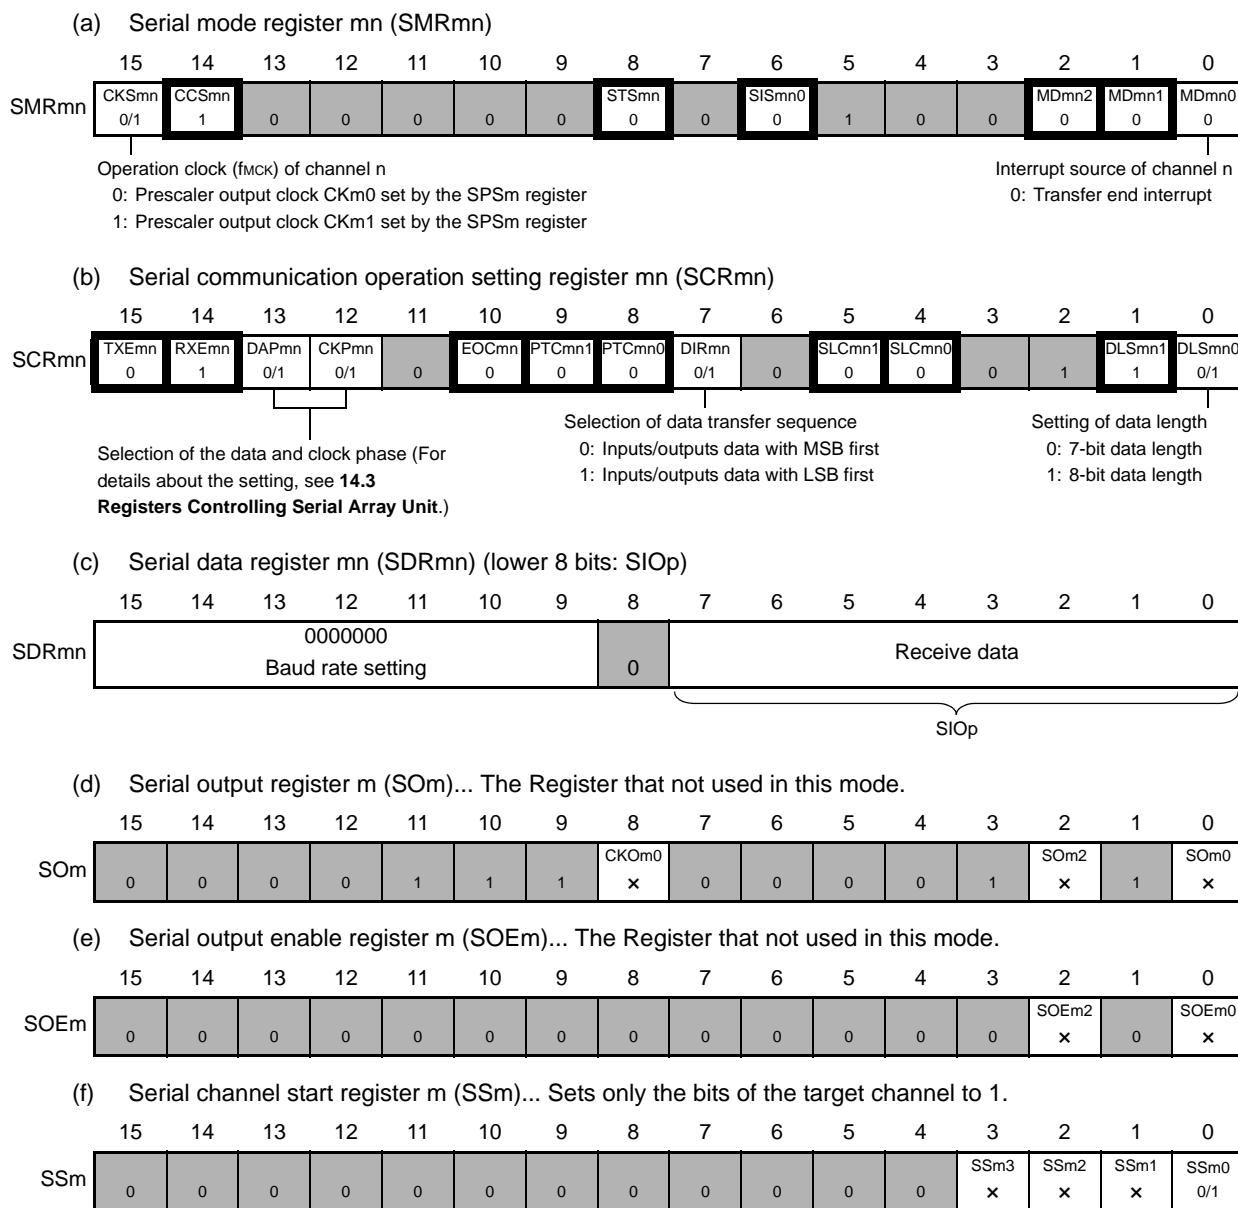 (a) Serial mode register mn (SMRmn)
15 14 13 12 11 10 9 8 7 6 5 4 3 2 1 0
CKSmn CCSmn STSmn SISmn0 MDmn2 MDmn1 MDmn0
SMRmn
0/1 1 0 0 0 0 0 0 0 0 1 0 0 0 0 0
Operation clock (fMCK) of channel n
0: Prescaler output clock CKm0 set by the SPSm register
1: Prescaler output clock CKm1 set by the SPSm register
Interrupt source of channel n
0: Transfer end interrupt
(b) Serial communication operation setting register mn (SCRmn)
15 14 13 12 11 10 9 8 7 6 5 4 3 2 1 0
TXEmn RXEmn DAPmn CKPmn EOCmn PTCmn1 PTCmn0 DIRmn SLCmn1 SLCmn0 DLSmn1 DLSmn0
SCRmn
0 1 0/1 0/1 0 0 0 0 0/1 0 0 0 0 1 1 0/1
Selection of the data and clock phase (For
details about the setting, see 14.3
Registers Controlling Serial Array Unit.)
Selection of data transfer sequence
0: Inputs/outputs data with MSB first
1: Inputs/outputs data with LSB first
Setting of data length
0: 7-bit data length
1: 8-bit data length
(c) Serial data register mn (SDRmn) (lower 8 bits: SIOp)
15 14 13 12 11 10 9 8 7 6 5 4 3 2 1 0
SDRmn
0000000
Baud rate setting
0
Receive data
SIOp
(d) Serial output register m (SOm)... The Register that not used in this mode.
15 14 13 12 11 10 9 8 7 6 5 4 3 2 1 0
CKOm0 SOm2 SOm0
SOm
0 0 0 0 1 1 1 × 0 0 0 0 1 × 1 ×
(e) Serial output enable register m (SOEm)... The Register that not used in this mode.
15 14 13 12 11 10 9 8 7 6 5 4 3 2 1 0
SOEm2 SOEm0
SOEm
0 0 0 0 0 0 0 0 0 0 0 0 0 × 0 ×
(f) Serial channel start register m (SSm)... Sets only the bits of the target channel to 1.
15 14 13 12 11 10 9 8 7 6 5 4 3 2 1 0
SSm3 SSm2 SSm1 SSm0
SSm
0 0 0 0 0 0 0 0 0 0 0 0 × × × 0/1